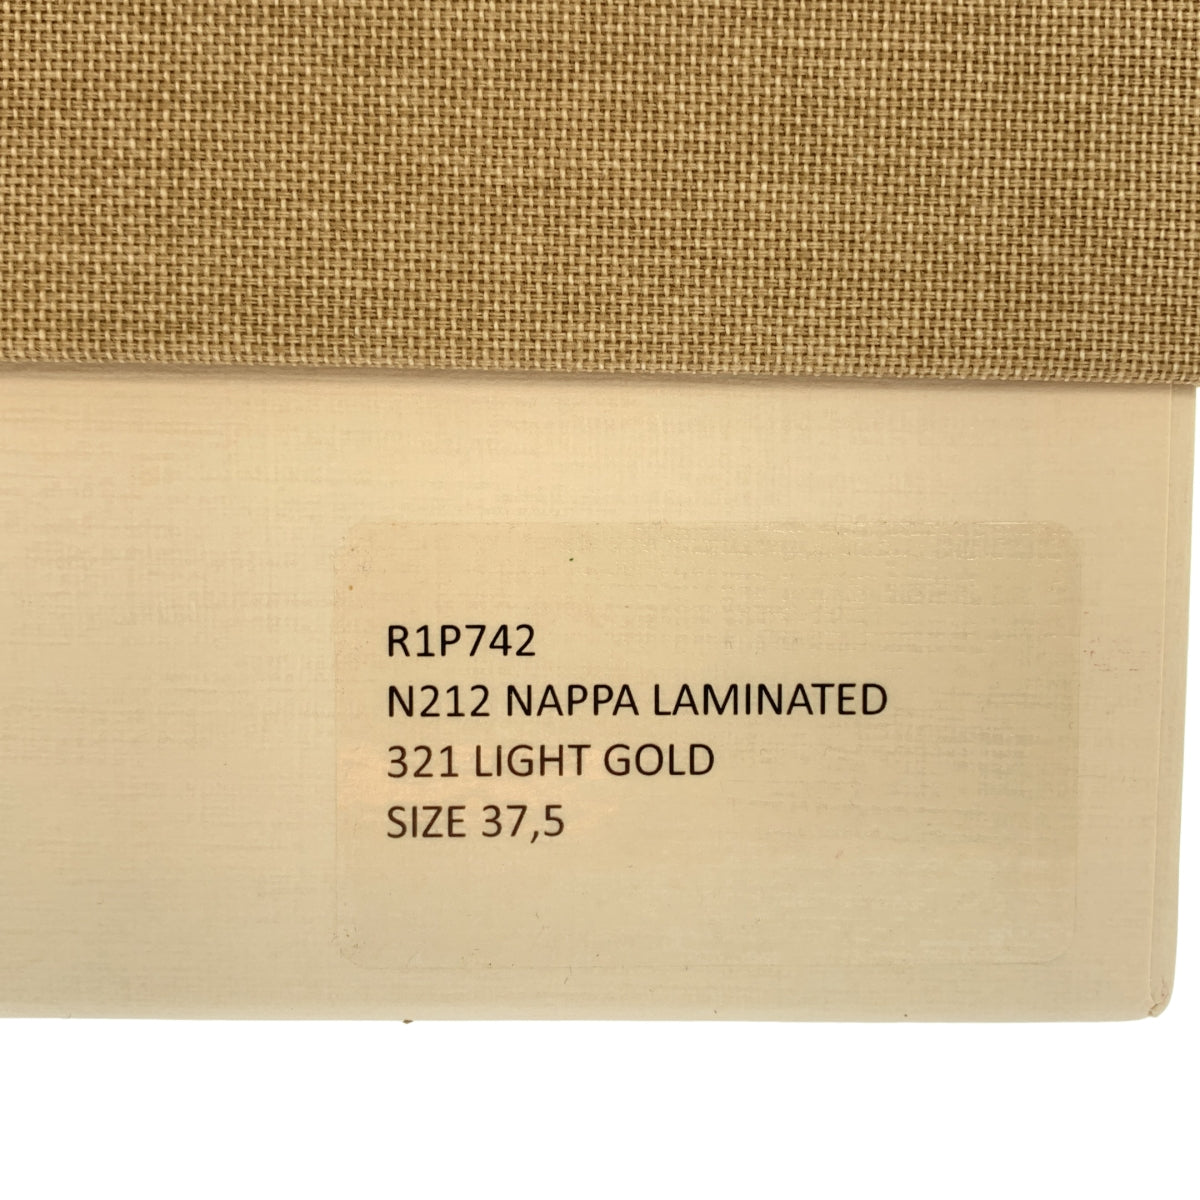 R1P742
N212 NAPPA LAMINATED
321 LIGHT GOLD
SIZE 37,5